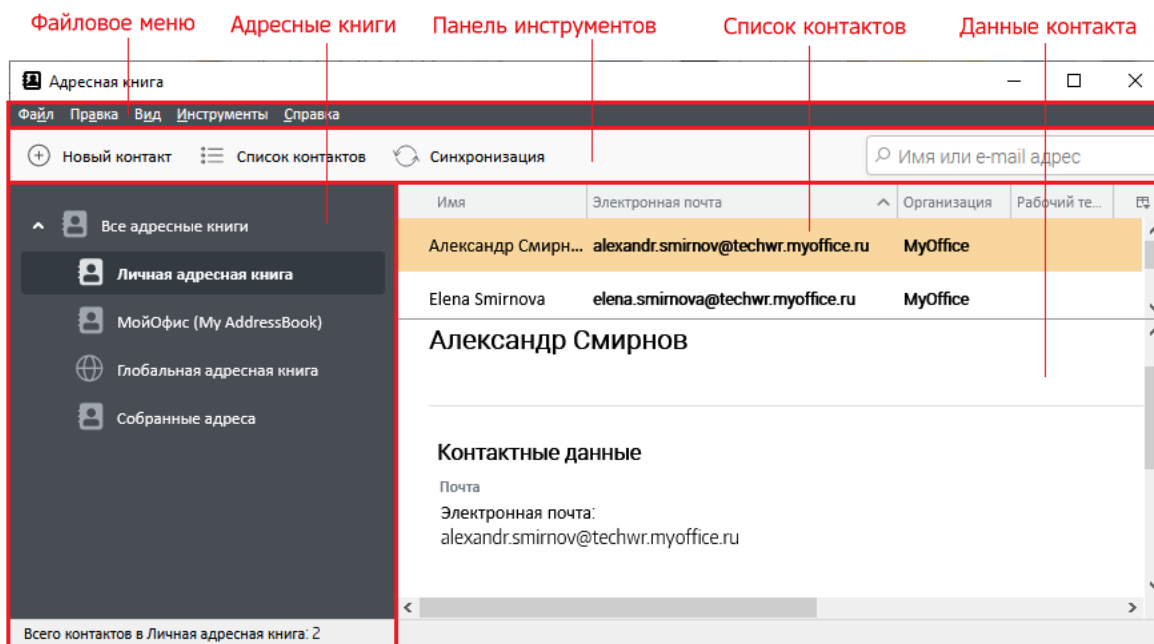 Файловое меню Адресные книги Панель инструментов Список контактов Данные контакта
Адресная книга
Файл Правка Вид Инструменты Справка
Новый контакт Список контактов Синхронизация Имя или e-mail адрес
Имя Электронная почта Организация Рабочий те...
Все адресные книги
Александр Смирн... alexandr.smirnov@techwr.myoffice.ru MyOffice
Личная адресная книга
Elena Smirnova elena.smirnova@techwr.myoffice.ru MyOffice
МойОфис (My AddressBook)
Александр Смирнов
Глобальная адресная книга
Собранные адреса
Контактные данные
Почта
Электронная почта:
alexandr.smirnov@techwr.myoffice.ru
Всего контактов в Личная адресная книга: 2